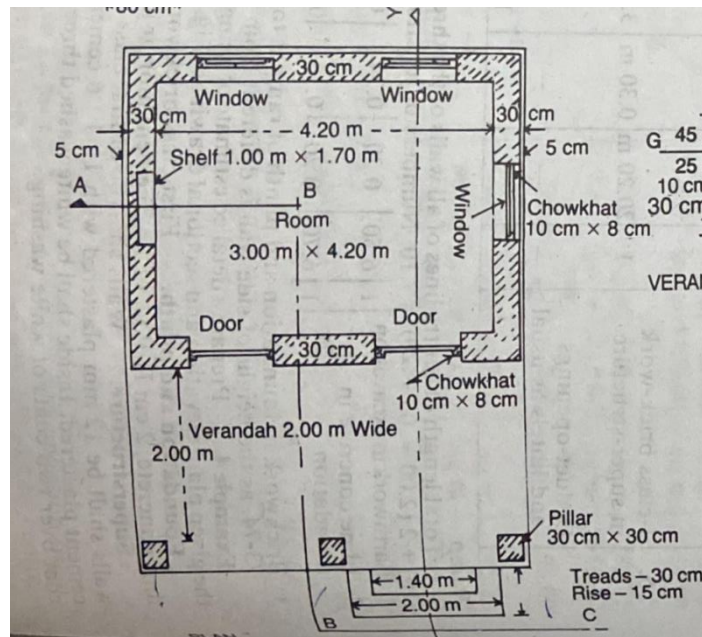 30 cm
Window
Window
30 cm
30 cm
4.20 m
5 cm
Shelf 1.00 m × 1.70 m
5 cm
G 45
25
10 cm
30 cm
A
B
Window
Chowkhat
10 cm × 8 cm
Room
3.00 m × 4.20 m
Door
Door
30 cm
Chowkhat
10 cm × 8 cm
Verandah 2.00 m Wide
2.00 m
Pillar
30 cm × 30 cm
1.40 m
2.00 m
Treads – 30 cm
Rise – 15 cm
B
C